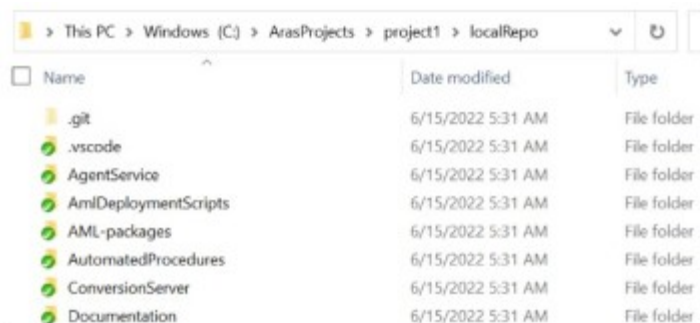 > This PC > Windows (C:) > ArasProjects > project1 > localRepo
Name Date modified Type
.git 6/15/2022 5:31 AM File folder
.vscode 6/15/2022 5:31 AM File folder
AgentService 6/15/2022 5:31 AM File folder
AmlDeploymentScripts 6/15/2022 5:31 AM File folder
AML-packages 6/15/2022 5:31 AM File folder
AutomatedProcedures 6/15/2022 5:31 AM File folder
ConversionServer 6/15/2022 5:31 AM File folder
Documentation 6/15/2022 5:31 AM File folder